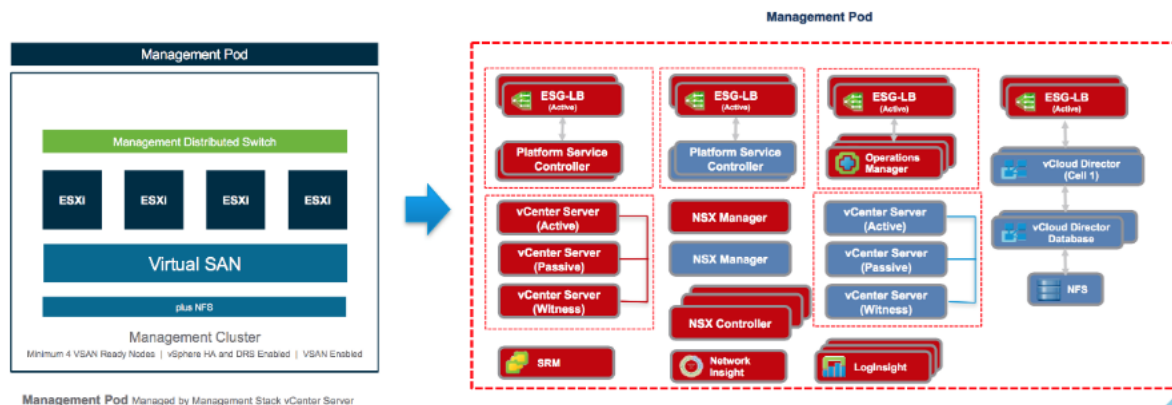 Management Pod
Management Distributed Switch
ESXi
ESXi
ESXi
ESXi
Virtual SAN
plus NFS
Management Cluster
Minimum 4 VSAN Ready Nodes | vSphere HA and DRS Enabled | VSAN Enabled
Management Pod Managed by Management Stack vCenter Server
Management Pod
ESG-LB
(Active)
ESG-LB
(Active)
ESG-LB
(Active)
ESG-LB
(Active)
Platform Service
Controller
Platform Service
Controller
Operations
Manager
vCloud Director
(Cell 1)
vCenter Server
(Active)
NSX Manager
vCenter Server
(Active)
vCloud Director
Database
vCenter Server
(Passive)
NSX Manager
vCenter Server
(Passive)
NFS
vCenter Server
(Witness)
NSX Controller
vCenter Server
(Witness)
SRM
Network
Insight
LogInsight